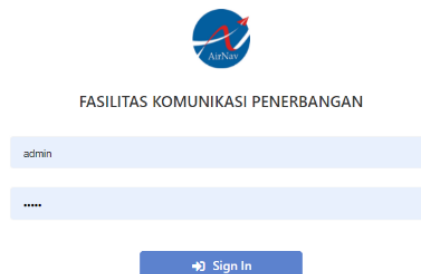 AirNav
FASILITAS KOMUNIKASI PENERBANGAN
admin
•••••
Sign In